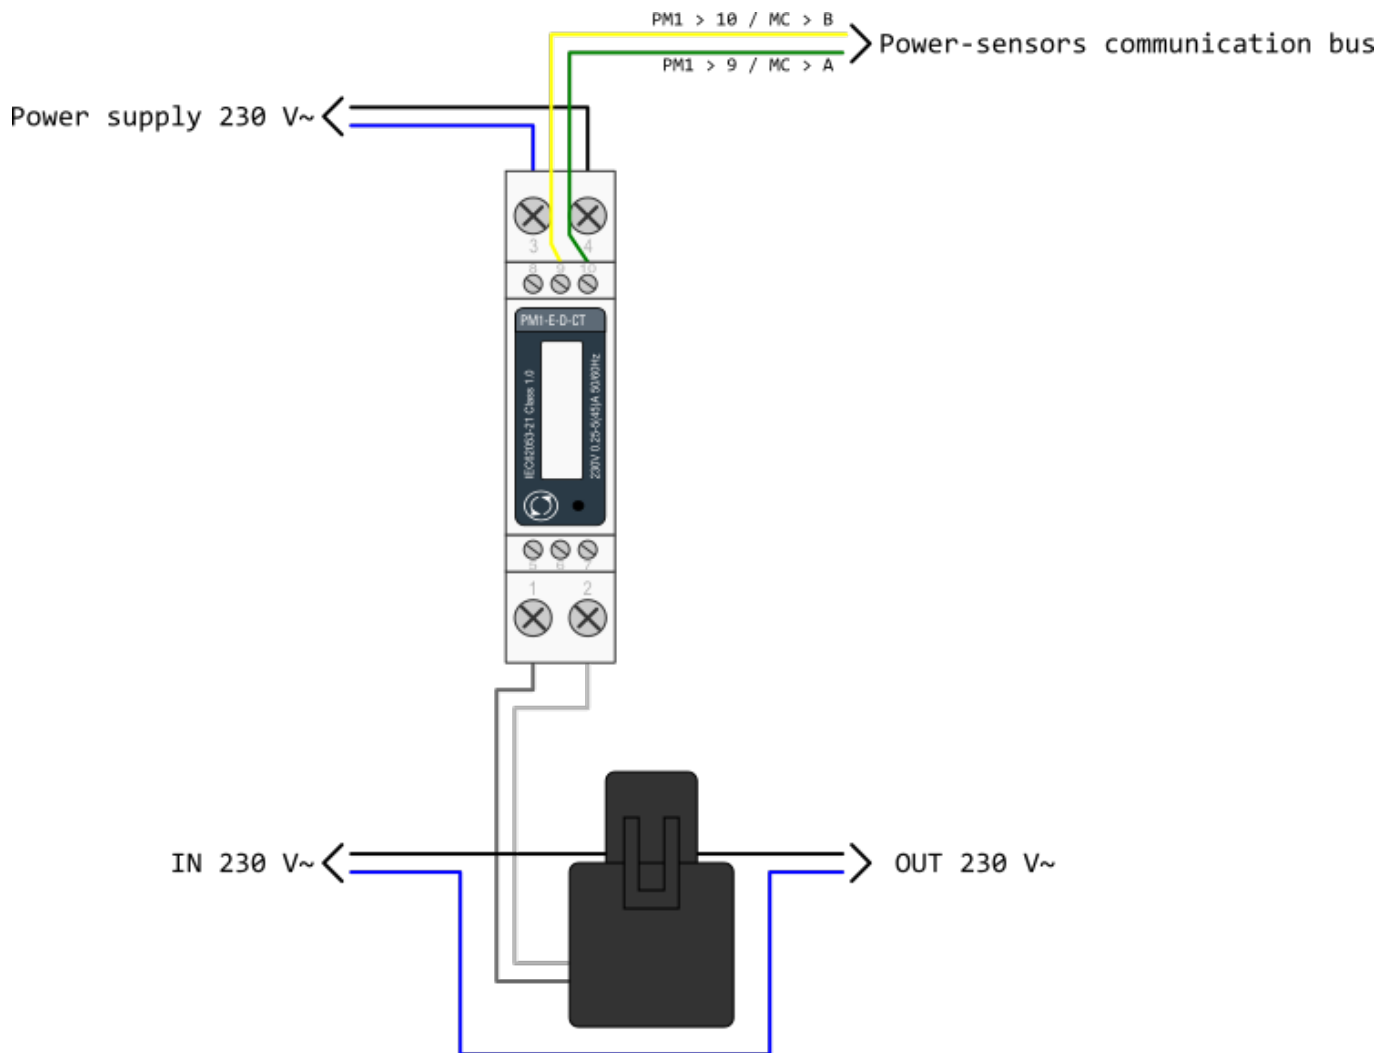 PM1 > 10 / MC > B
Power-sensors communication bus
PM1 > 9 / MC > A
Power supply 230 V~
3 4
8 9 10
PM1-E-D-CT
IEC62053-21 Class 1.0
230V 0.25-5(45)A 50/60Hz
5 6 7
1 2
IN 230 V~
OUT 230 V~